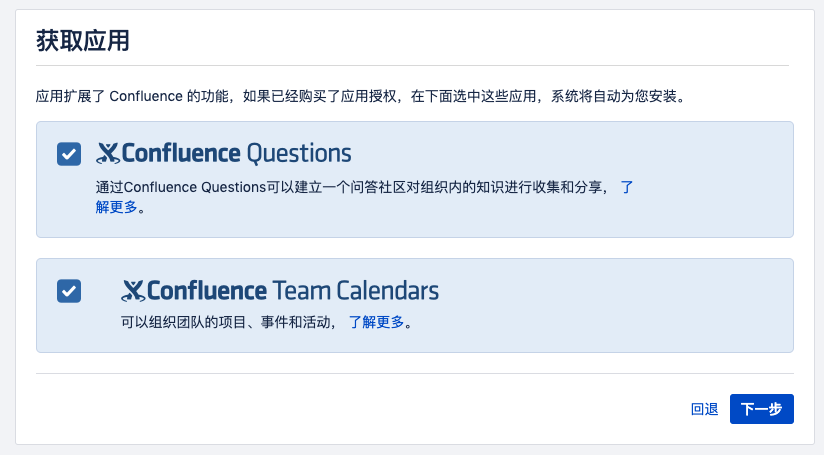 获取应用
应用扩展了 Confluence 的功能，如果已经购买了应用授权，在下面选中这些应用，系统将自动为您安装。
Confluence Questions
通过Confluence Questions可以建立一个问答社区对组织内的知识进行收集和分享， 了
解更多。
Confluence Team Calendars
可以组织团队的项目、事件和活动， 了解更多。
回退 下一步